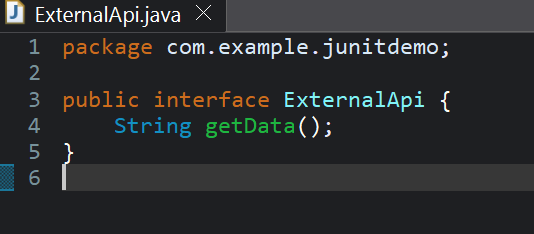 ExternalApi.java
1 package com.example.junitdemo;
2
3 public interface ExternalApi {
4     String getData();
5 }
6